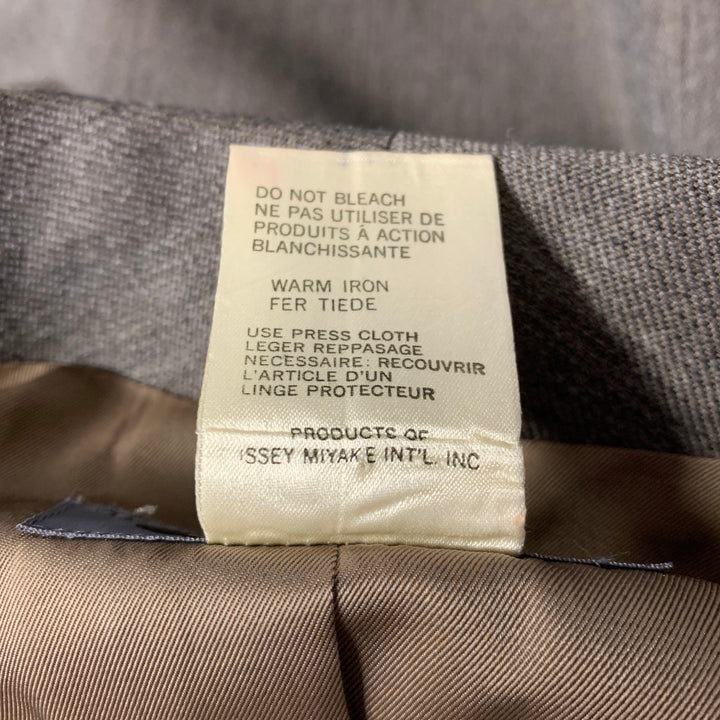 DO NOT BLEACH
NE PAS UTILISER DE
PRODUITS À ACTION
BLANCHISSANTE
WARM IRON
FER TIEDE
USE PRESS CLOTH
LEGER REPPASAGE
NECESSAIRE: RECOUVRIR
L'ARTICLE D'UN
LINGE PROTECTEUR
PRODUCTS OF
ISSEY MIYAKE INT'L. INC